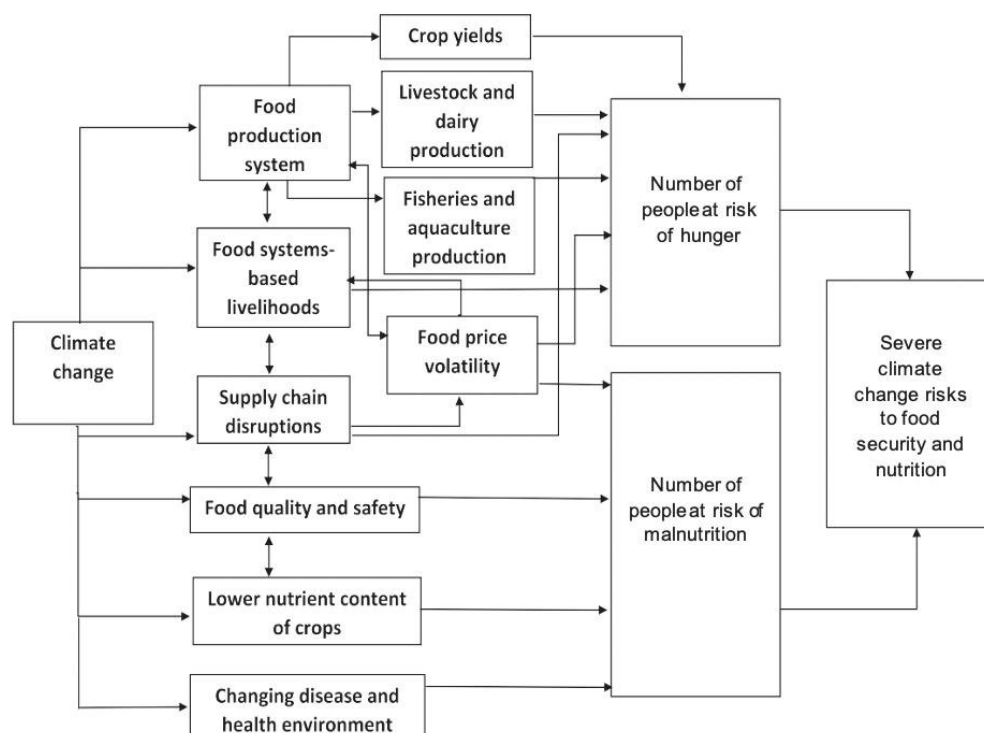 Crop yields
Food
production
system
Livestock and
dairy
production
Fisheries and
aquaculture
production
Number of
peopleat risk
of hunger
Food systems-
based
livelihoods
Climate
change
Food price
volatility
Severe
climate
change risks
to food
security and
nutrition
Supply chain
disruptions
Food quality and safety
Number of
peopleat risk of
malnutrition
Lower nutrient content
of crops
Changing disease and
health environment